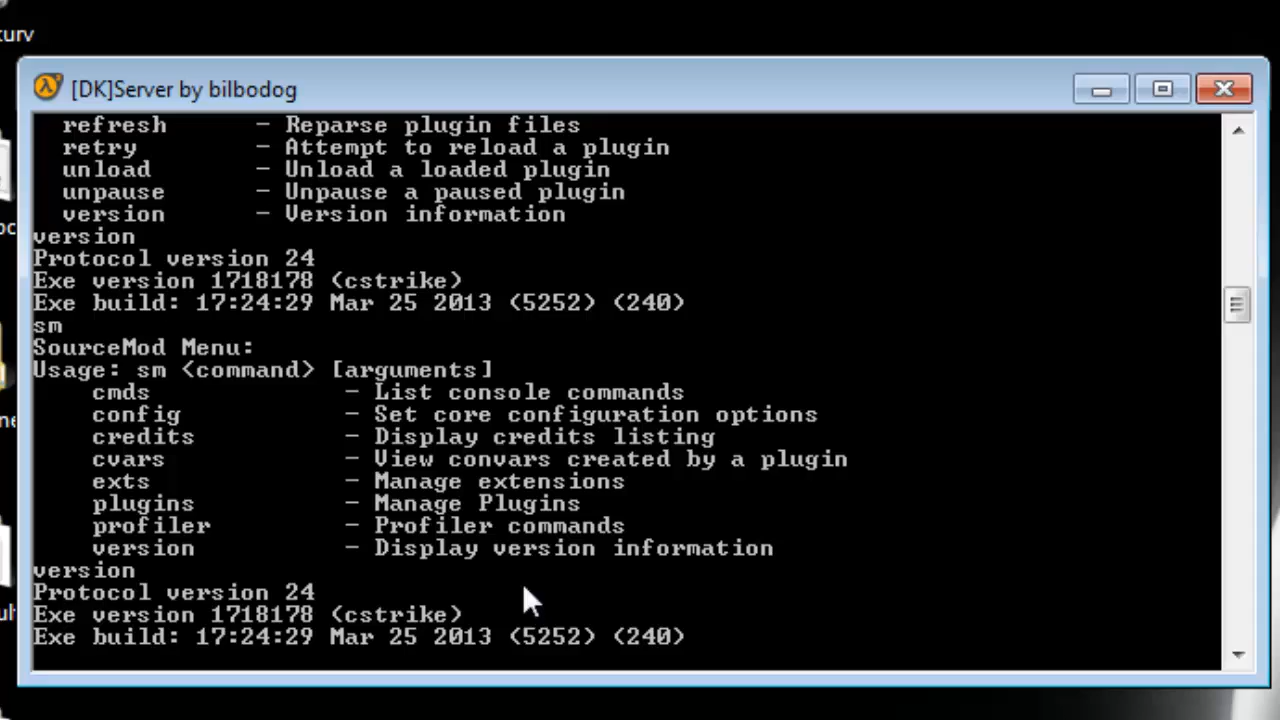 kurv
[DK]Server by bilbodog
refresh - Reparse plugin files
retry - Attempt to reload a plugin
unload - Unload a loaded plugin
unpause - Unpause a paused plugin
version - Version information
version
Protocol version 24
Exe version 1718178 (cstrike)
Exe build: 17:24:29 Mar 25 2013 (5252) (240)
sm
SourceMod Menu:
Usage: sm <command> [arguments]
cmds - List console commands
config - Set core configuration options
credits - Display credits listing
cvars - View convars created by a plugin
exts - Manage extensions
plugins - Manage Plugins
profiler - Profiler commands
version - Display version information
version
Protocol version 24
Exe version 1718178 (cstrike)
Exe build: 17:24:29 Mar 25 2013 (5252) (240)